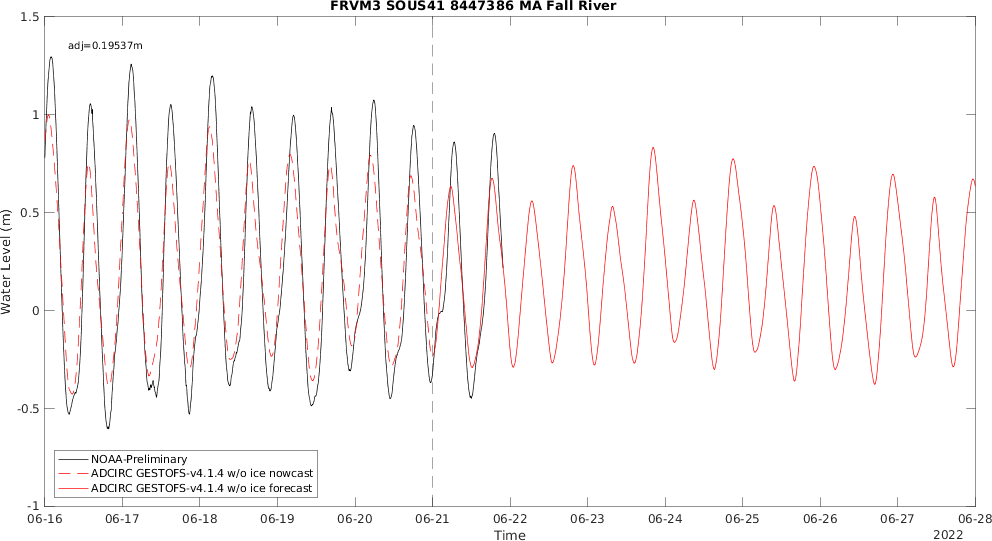 FRVM3 SOUS41 8447386 MA Fall River
adj=0.19537m
1.5
1
0.5
0
-0.5
-1
Water Level (m)
NOAA-Preliminary
ADCIRC GESTOFS-v4.1.4 w/o ice nowcast
ADCIRC GESTOFS-v4.1.4 w/o ice forecast
06-16 06-17 06-18 06-19 06-20 06-21 06-22 06-23 06-24 06-25 06-26 06-27 06-28
Time
2022